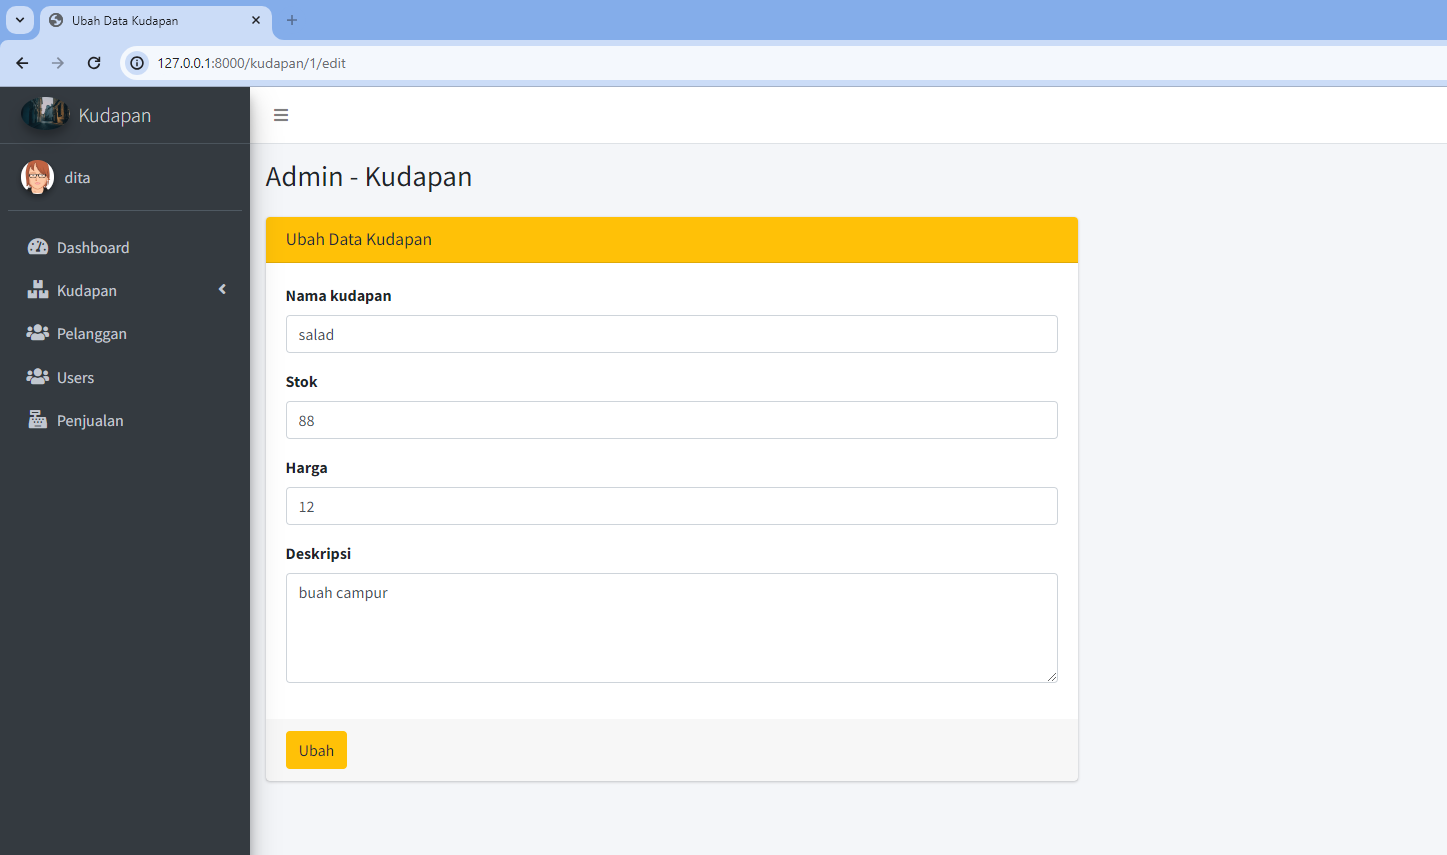 Ubah Data Kudapan
127.0.0.1:8000/kudapan/1/edit
Kudapan
dita
Dashboard
Kudapan
Pelanggan
Users
Penjualan
Admin - Kudapan
Ubah Data Kudapan
Nama kudapan
salad
Stok
88
Harga
12
Deskripsi
buah campur
Ubah